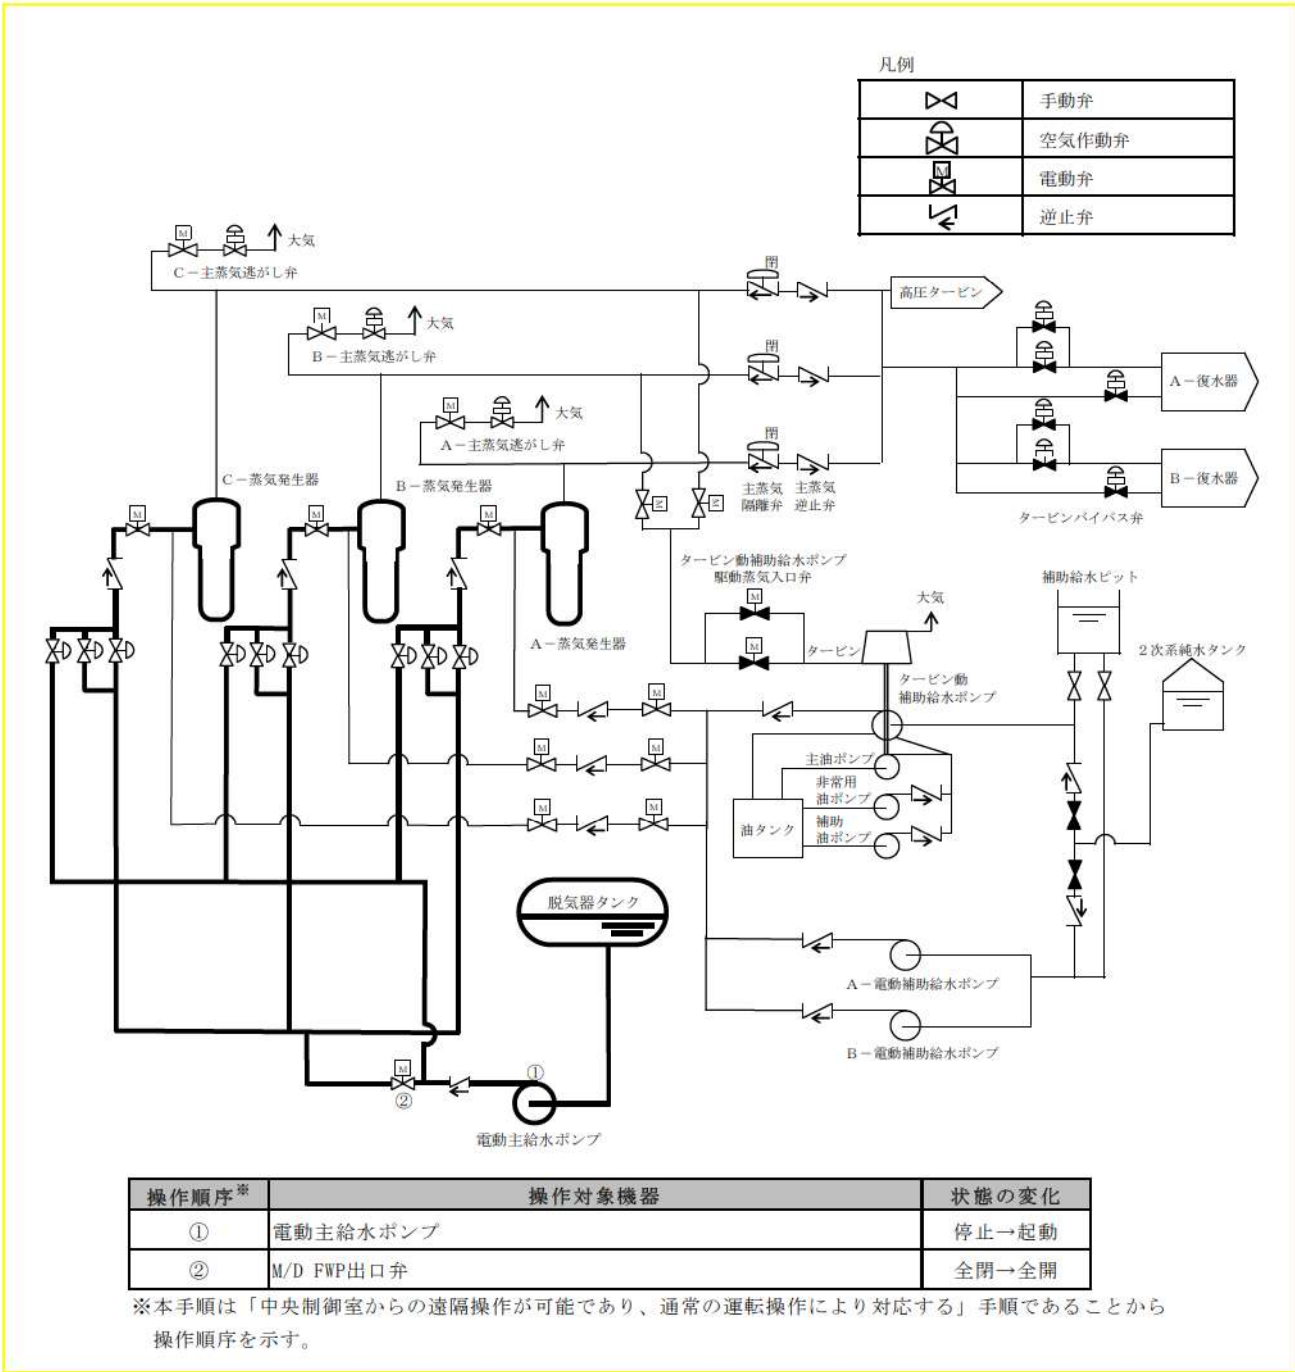 凡例
手動弁
空気作動弁
M
電動弁
逆止弁
M
大気
C－主蒸気逃がし弁
閉
高圧タービン
M
大気
B－主蒸気逃がし弁
閉
A－復水器
M
大気
A－主蒸気逃がし弁
閉
主蒸気
隔離弁
主蒸気
逆止弁
B－復水器
タービンバイパス弁
C－蒸気発生器
B－蒸気発生器
M
M
M
M
M
A－蒸気発生器
タービン動補助給水ポンプ
駆動蒸気入口弁
M
M
タービン
大気
補助給水ピット
2次系純水タンク
タービン動
補助給水ポンプ
M
M
M
M
M
M
主油ポンプ
非常用
油ポンプ
補助
油ポンプ
油タンク
脱気器タンク
A－電動補助給水ポンプ
B－電動補助給水ポンプ
M
①
②
電動主給水ポンプ
操作順序※ 操作対象機器 状態の変化
① 電動主給水ポンプ 停止→起動
② M/D FWP出口弁 全閉→全開
※本手順は「中央制御室からの遠隔操作が可能であり、通常の運転操作により対応する」手順であることから
操作順序を示す。